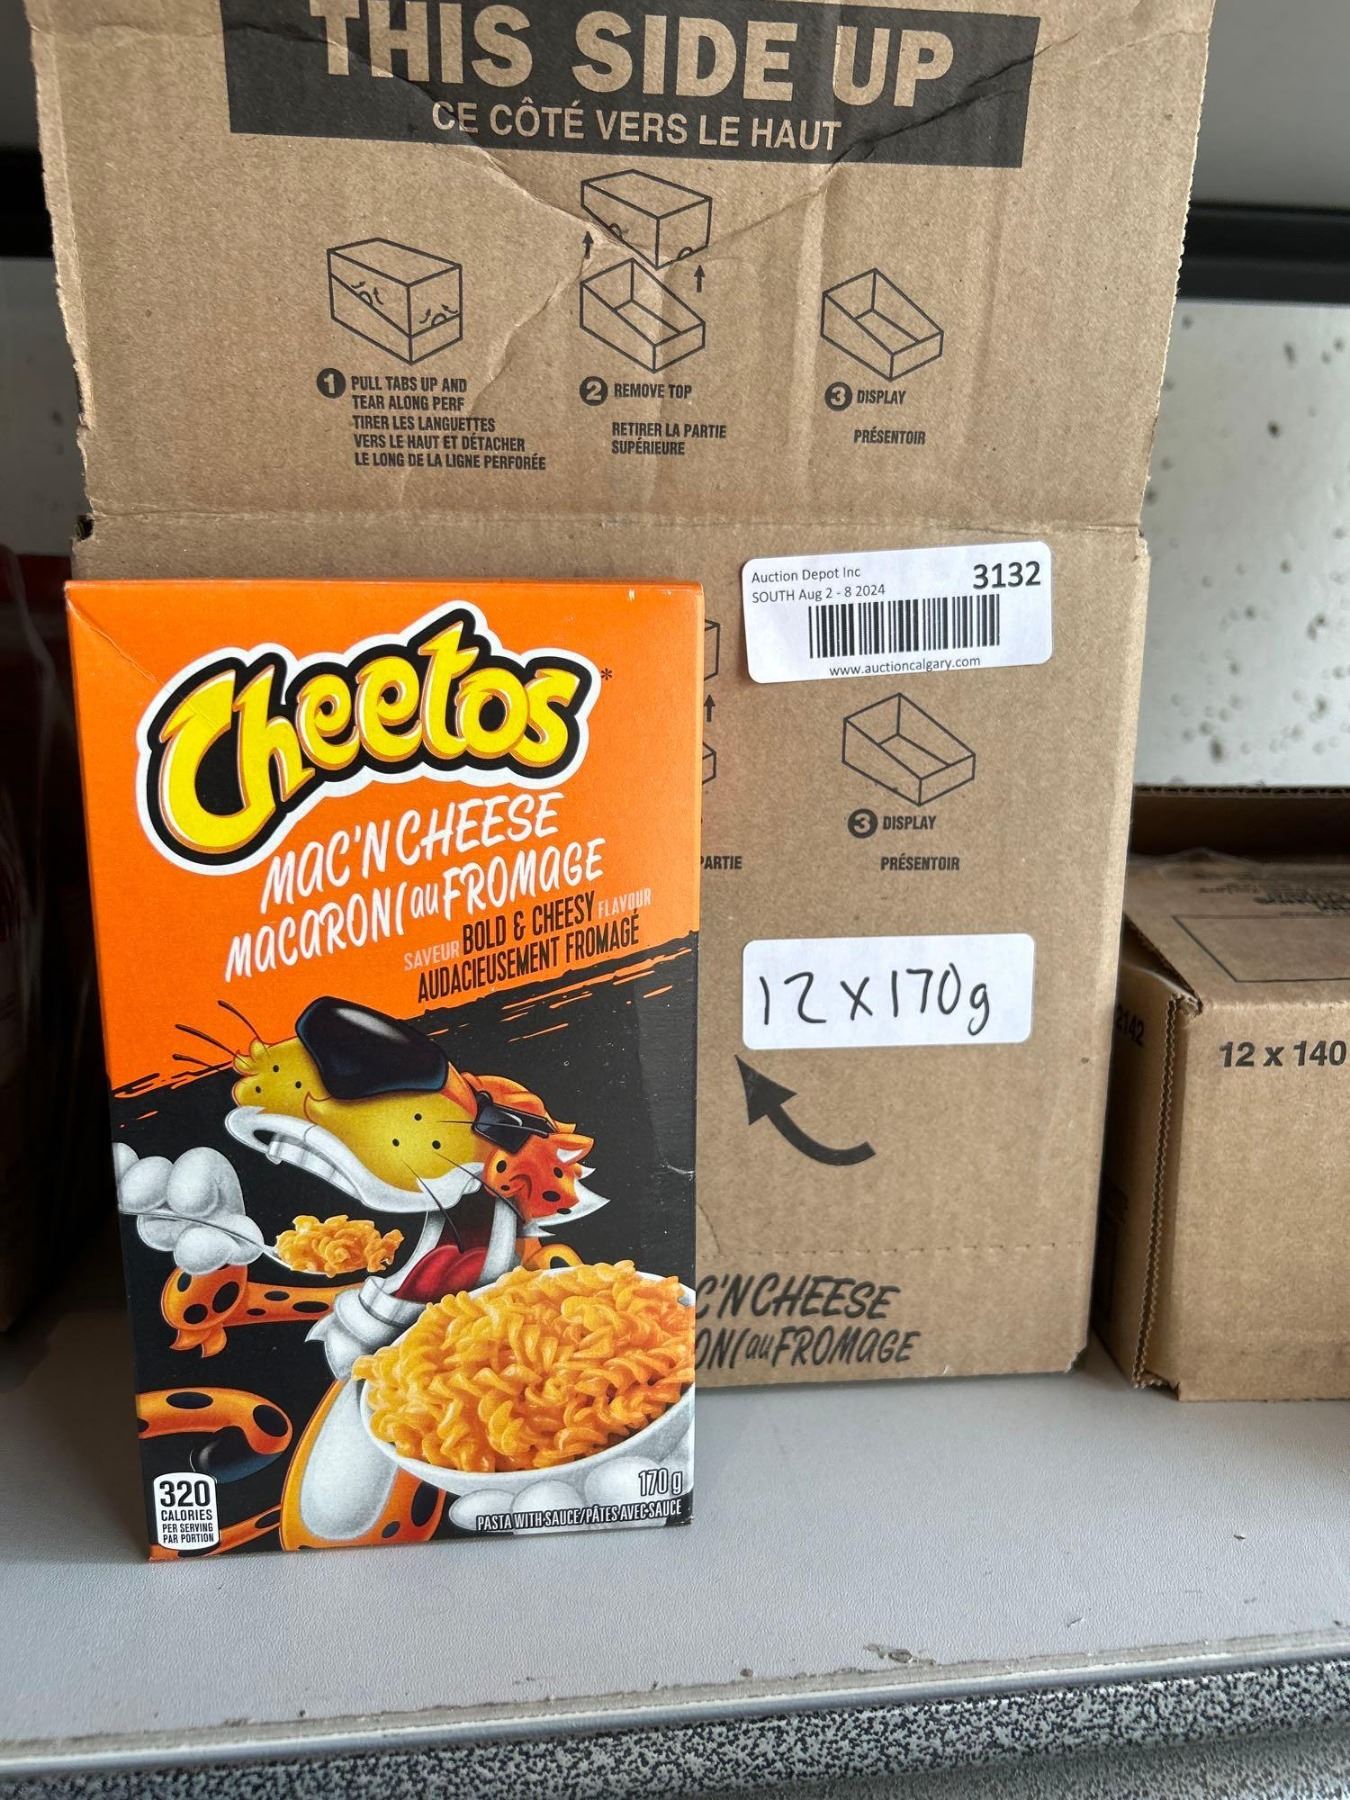 THIS SIDE UP
CE CÔTÉ VERS LE HAUT
1 PULL TABS UP AND
TEAR ALONG PERF
TIRER LES LANGUETTES
VERS LE HAUT ET DÉTACHER
LE LONG DE LA LIGNE PERFORÉE
2 REMOVE TOP
RETIRER LA PARTIE
SUPÉRIEURE
3 DISPLAY
PRÉSENTOIR
Auction Depot Inc
SOUTH Aug 2 - 8 2024
3132
www.auctioncalgary.com
3 DISPLAY
PARTIE
PRÉSENTOIR
12 x 170g
C'N CHEESE
ONI au FROMAGE
Cheetos*
MAC'N CHEESE
MACARONI au FROMAGE
SAVEUR BOLD & CHEESY FLAVOUR
AUDACIEUSEMENT FROMAGÉ
320
CALORIES
PER SERVING
PAR PORTION
170 g
PASTA WITH SAUCE/PÂTES AVEC SAUCE
12 x 140